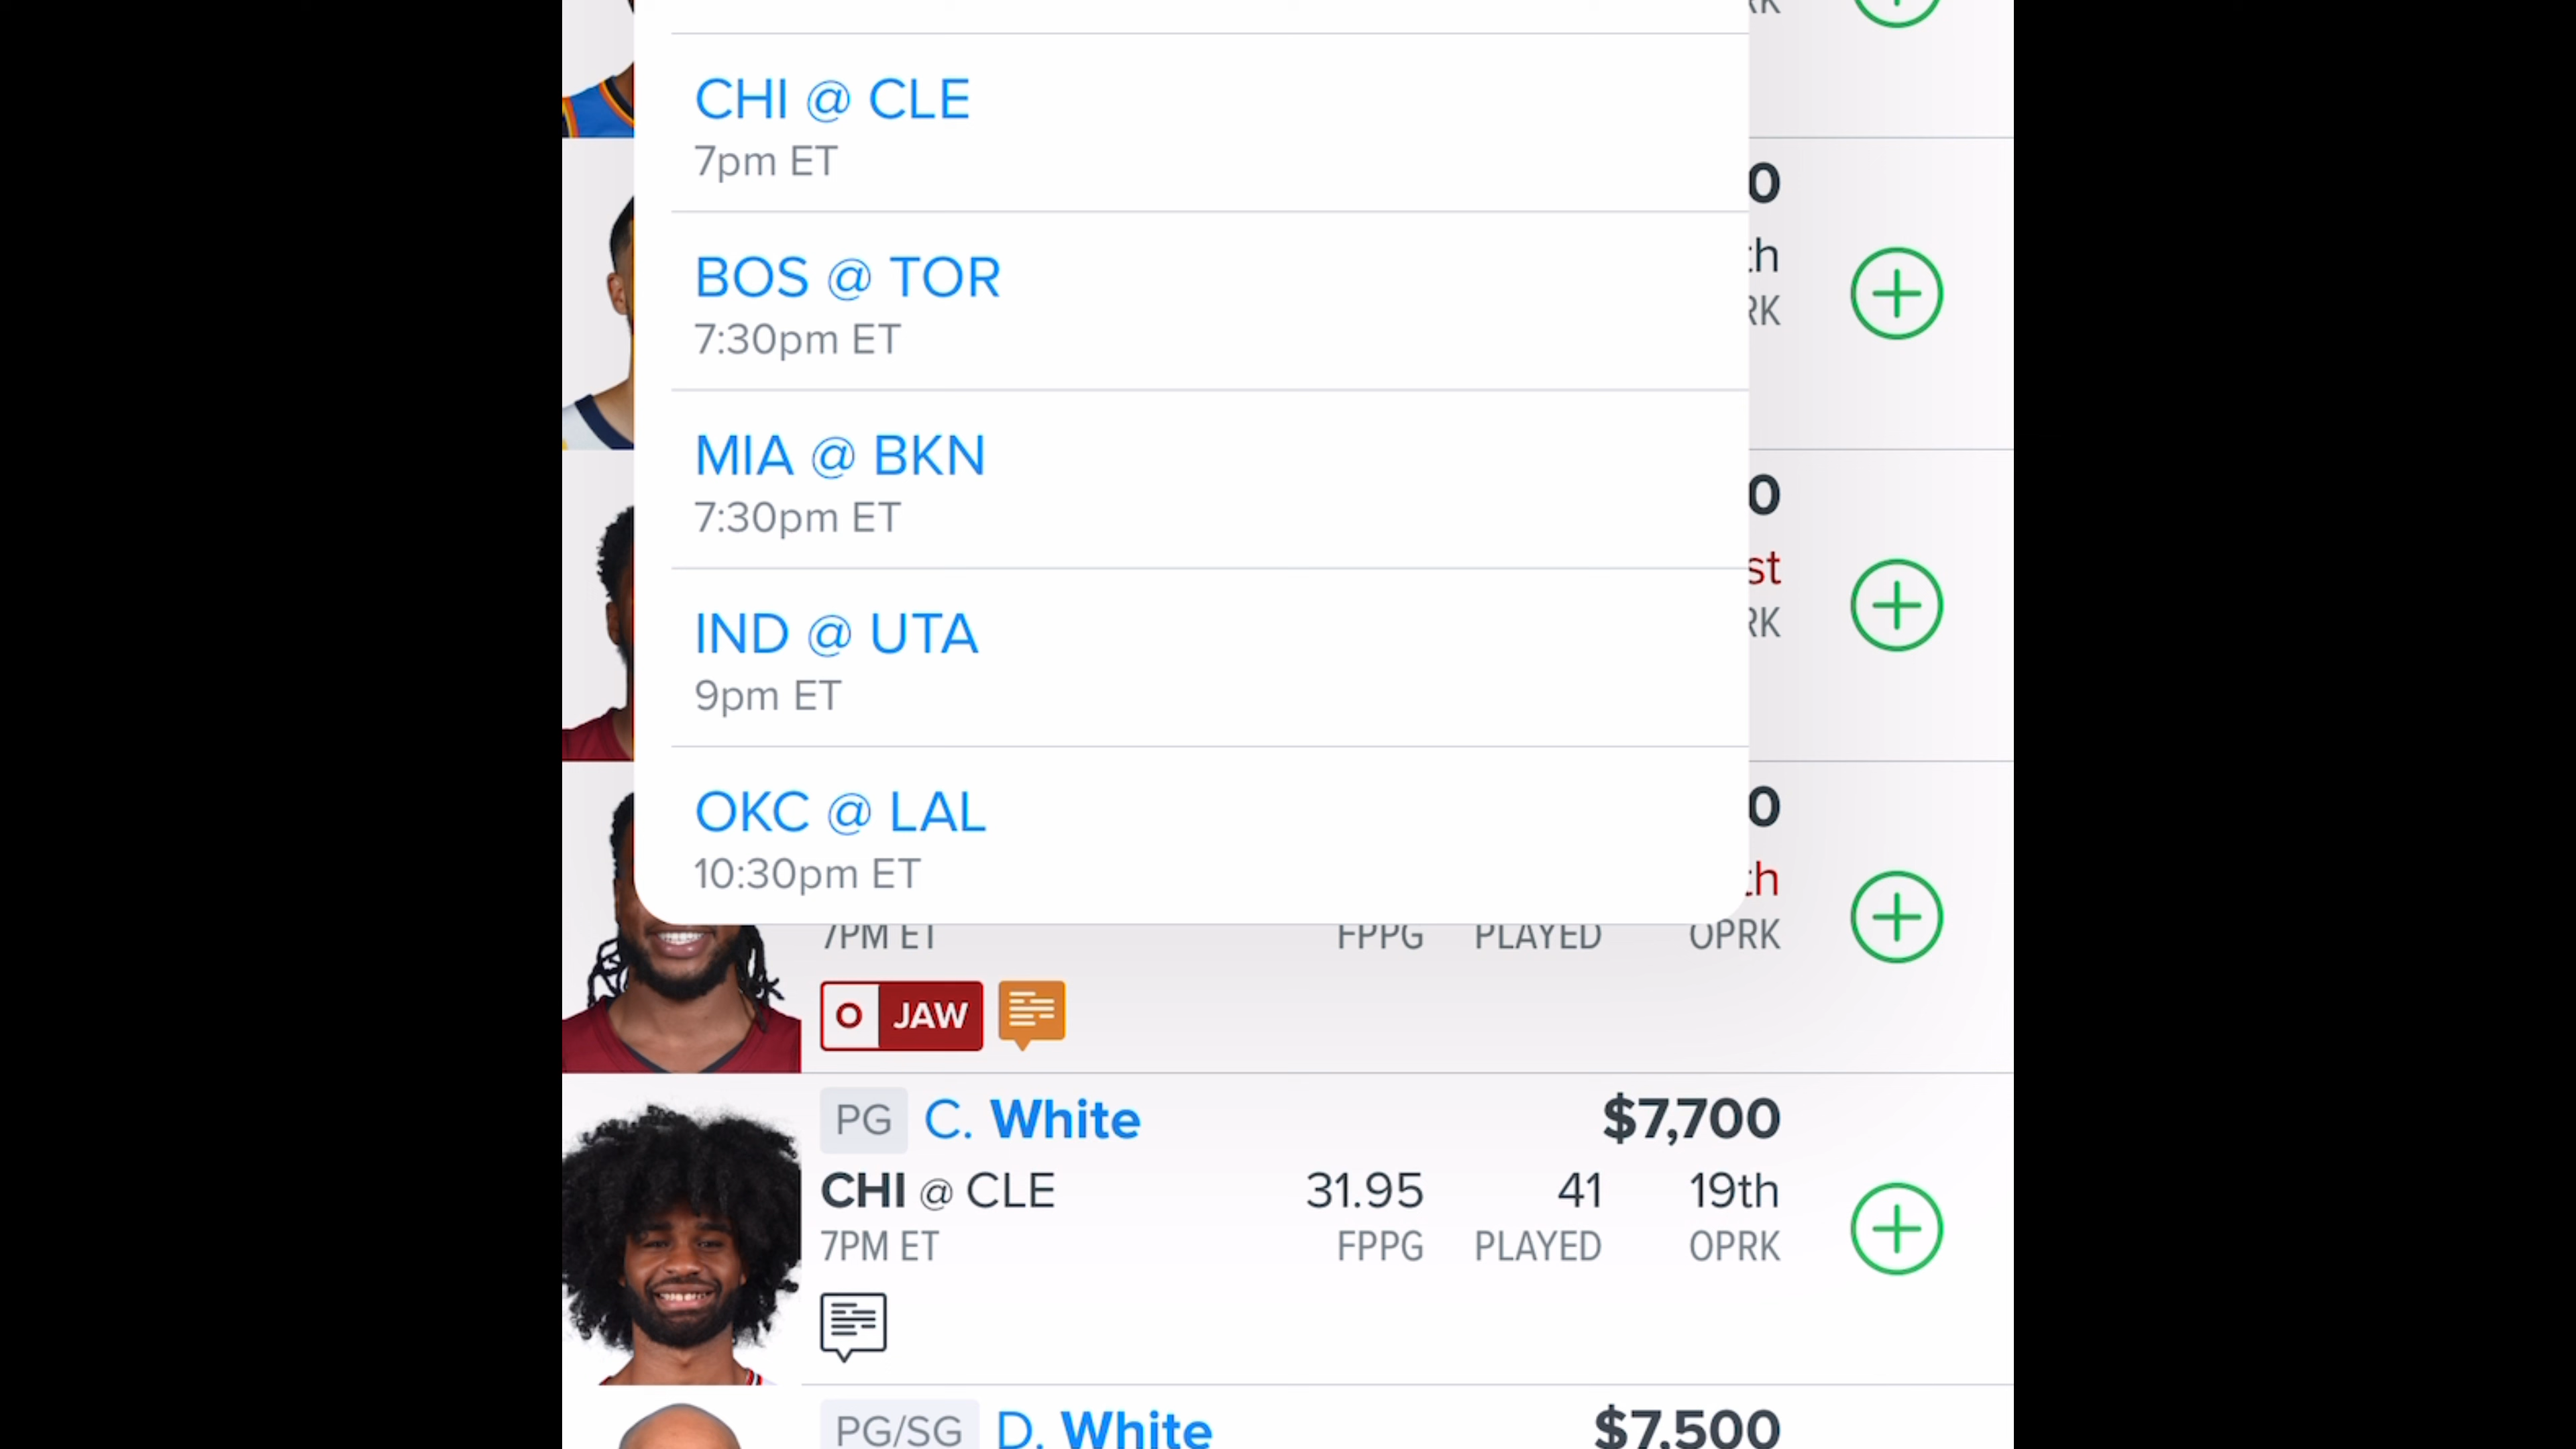 CHI @ CLE
7pm ET
BOS @ TOR
7:30pm ET
MIA @ BKN
7:30pm ET
IND @ UTA
9pm ET
OKC @ LAL
10:30pm ET
7PM ET FPPG PLAYED OPRK
O JAW
PG C. White $7,700
CHI @ CLE 31.95 41 19th
7PM ET FPPG PLAYED OPRK
PG/SG D. White $7,500